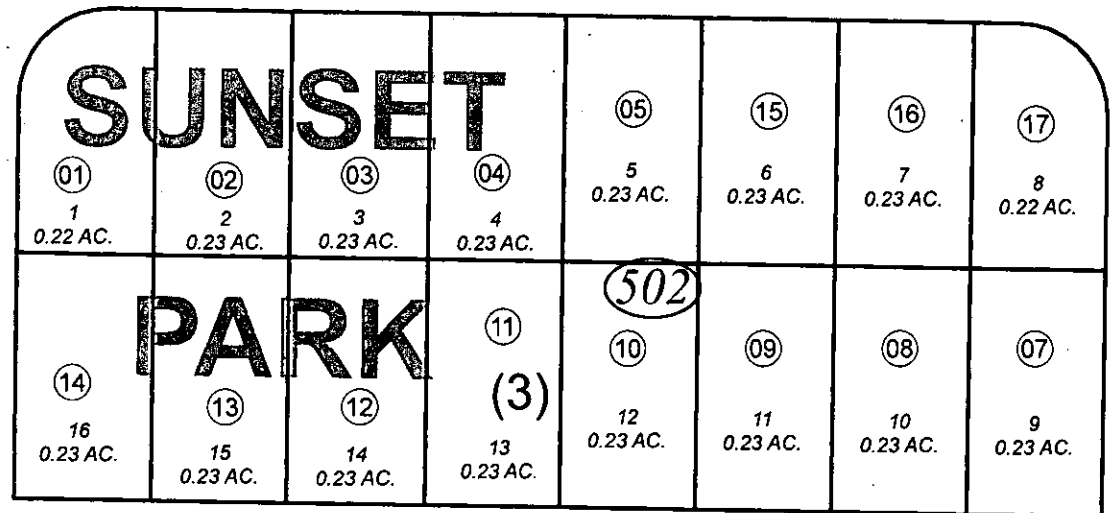 SUNSET
01 02 03 04 05 15 16 17
1 2 3 4 5 6 7 8
0.22 AC. 0.23 AC. 0.23 AC. 0.23 AC. 0.23 AC. 0.23 AC. 0.23 AC. 0.22 AC.
502
PARK
14 13 12 11 10 09 08 07
(3)
16 15 14 13 12 11 10 9
0.23 AC. 0.23 AC. 0.23 AC. 0.23 AC. 0.23 AC. 0.23 AC. 0.23 AC. 0.23 AC.